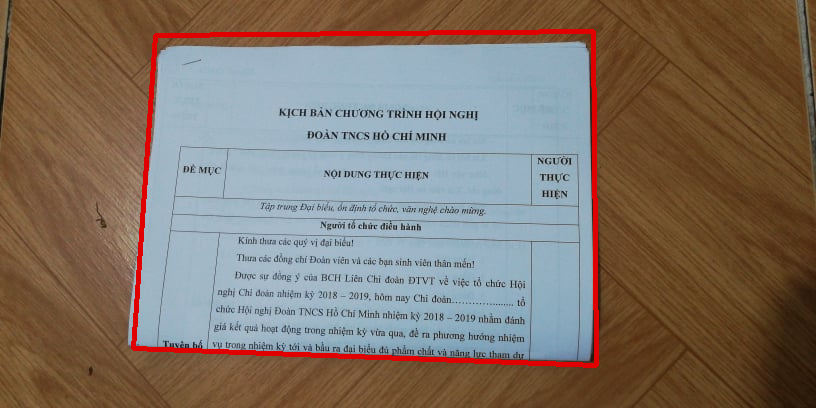 KỊCH BẢN CHƯƠNG TRÌNH HỘI NGHỊ
ĐOÀN TNCS HỒ CHÍ MINH
ĐỀ MỤC
NỘI DUNG THỰC HIỆN
NGƯỜI
THỰC
HIỆN
Tập trung Đại biểu, ổn định tổ chức, văn nghệ chào mừng.
Người tổ chức điều hành
Kính thưa các quý vị đại biểu!
Thưa các đồng chí Đoàn viên và các bạn sinh viên thân mến!
Được sự đồng ý của BCH Liên Chi đoàn ĐTVT về việc tổ chức Hội
nghị Chi đoàn nhiệm kỳ 2018 – 2019, hôm nay Chi đoàn…………........ tổ
chức Hội nghị Đoàn TNCS Hồ Chí Minh nhiệm kỳ 2018 – 2019 nhằm đánh
giá kết quả hoạt động trong nhiệm kỳ vừa qua, đề ra phương hướng nhiệm
Tuyên bố
vụ trong nhiệm kỳ tới và bầu ra đại biểu đủ phẩm chất và năng lực tham dự